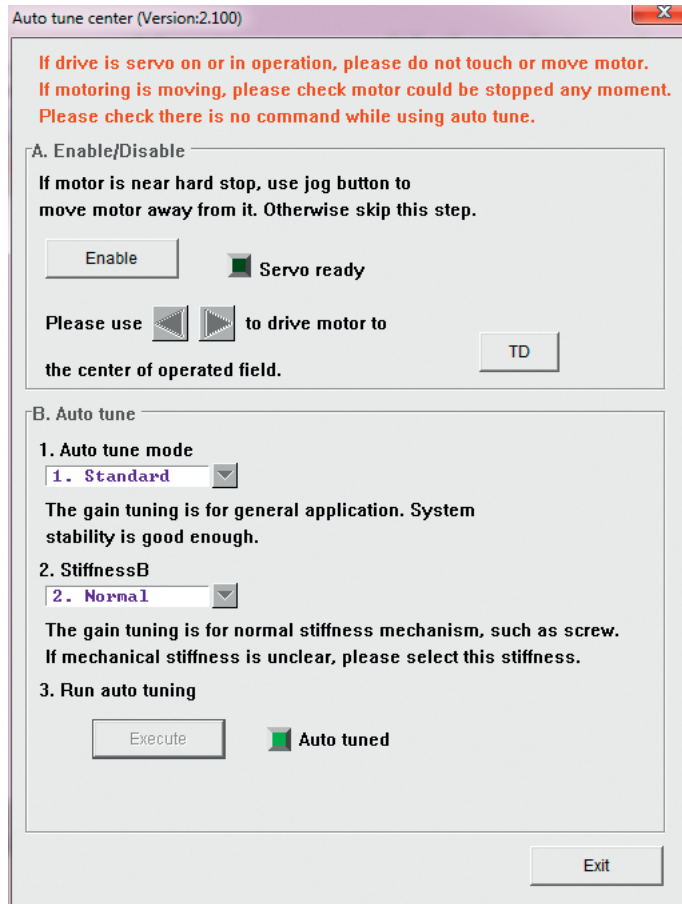 Auto tune center (Version:2.100)
If drive is servo on or in operation, please do not touch or move motor.
If motoring is moving, please check motor could be stopped any moment.
Please check there is no command while using auto tune.
A. Enable/Disable
If motor is near hard stop, use jog button to
move motor away from it. Otherwise skip this step.
Enable
Servo ready
Please use to drive motor to
TD
the center of operated field.
B. Auto tune
1. Auto tune mode
1. Standard
The gain tuning is for general application. System
stability is good enough.
2. StiffnessB
2. Normal
The gain tuning is for normal stiffness mechanism, such as screw.
If mechanical stiffness is unclear, please select this stiffness.
3. Run auto tuning
Execute
Auto tuned
Exit